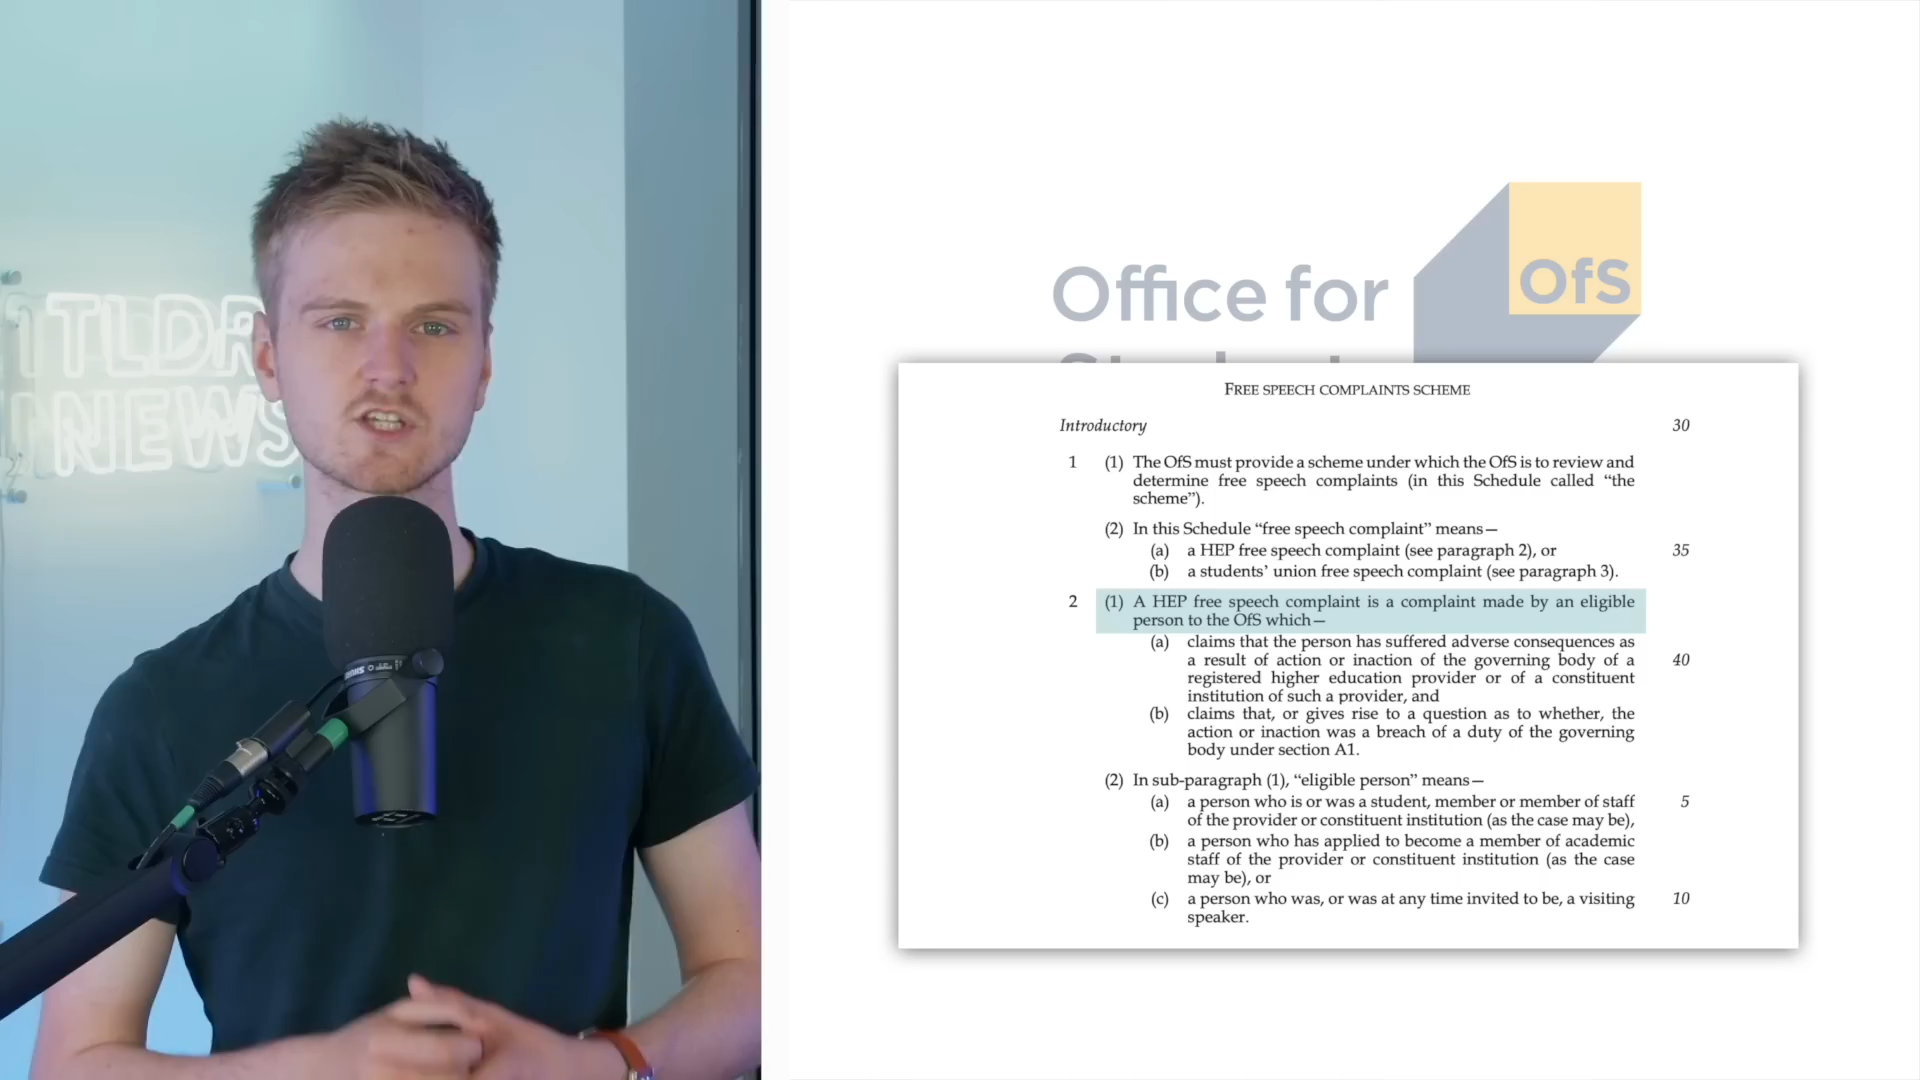 TLDR
NEWS
Office for
OfS
FREE SPEECH COMPLAINTS SCHEME
Introductory 30
1 (1) The OfS must provide a scheme under which the OfS is to review and
determine free speech complaints (in this Schedule called “the
scheme”).
(2) In this Schedule “free speech complaint” means—
(a) a HEP free speech complaint (see paragraph 2), or 35
(b) a students’ union free speech complaint (see paragraph 3).
2 (1) A HEP free speech complaint is a complaint made by an eligible
person to the OfS which—
(a) claims that the person has suffered adverse consequences as
a result of action or inaction of the governing body of a 40
registered higher education provider or of a constituent
institution of such a provider, and
(b) claims that, or gives rise to a question as to whether, the
action or inaction was a breach of a duty of the governing
body under section A1.
(2) In sub-paragraph (1), “eligible person” means—
(a) a person who is or was a student, member or member of staff 5
of the provider or constituent institution (as the case may be),
(b) a person who has applied to become a member of academic
staff of the provider or constituent institution (as the case
may be), or
(c) a person who was, or was at any time invited to be, a visiting 10
speaker.